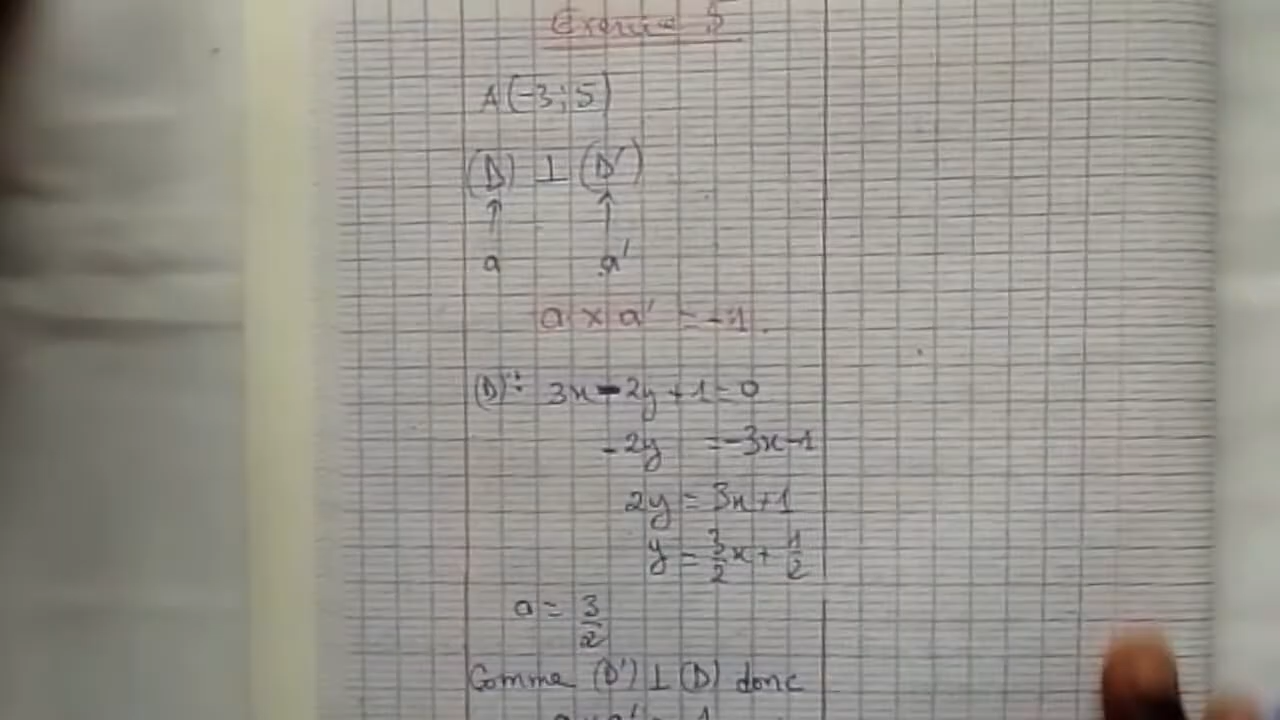 Exercice 5
A(-3; 5)
(D) ⊥ (D')
↑ ↑
a a'
a × a' = -1.
(D): 3x - 2y + 1 = 0
-2y = -3x - 1
2y = 3x + 1
y = 3/2 x + 1/2
a = 3/2
Comme (D') ⊥ (D) donc